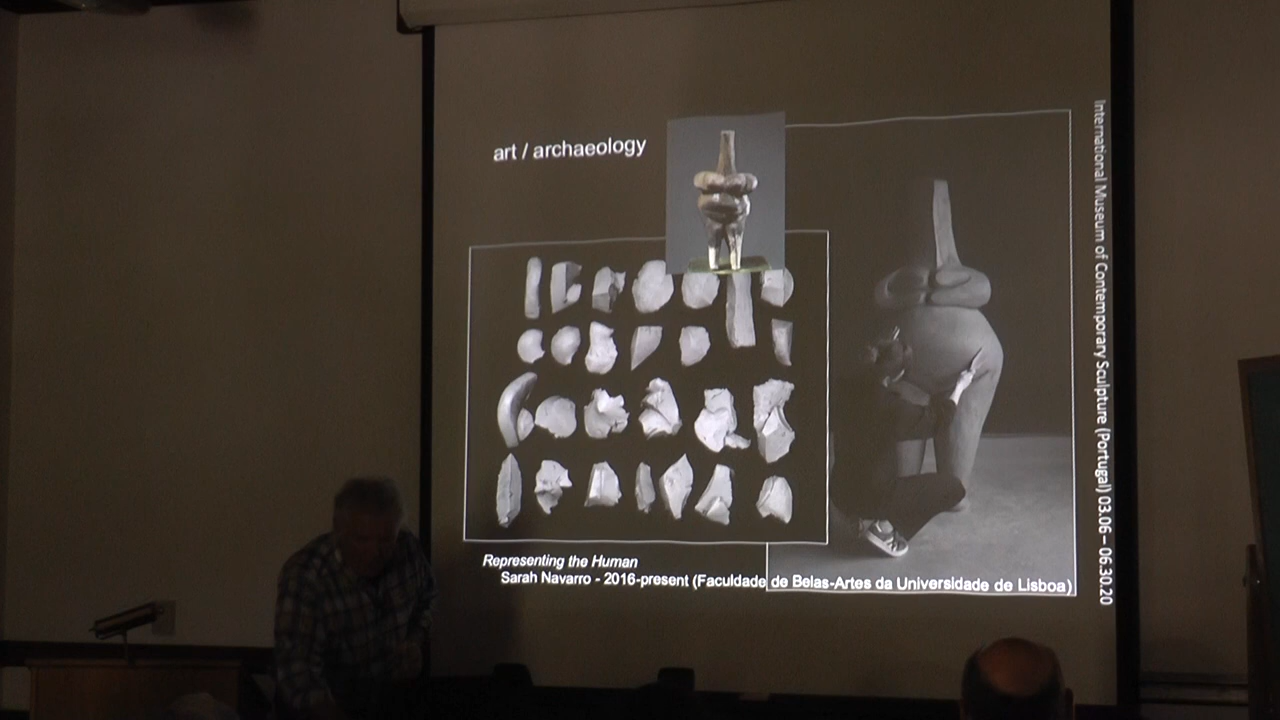 art / archaeology
Representing the Human
Sarah Navarro - 2016-present (Faculdade de Belas-Artes da Universidade de Lisboa)
International Museum of Contemporary Sculpture (Portugal) 03.06 – 06.30.20